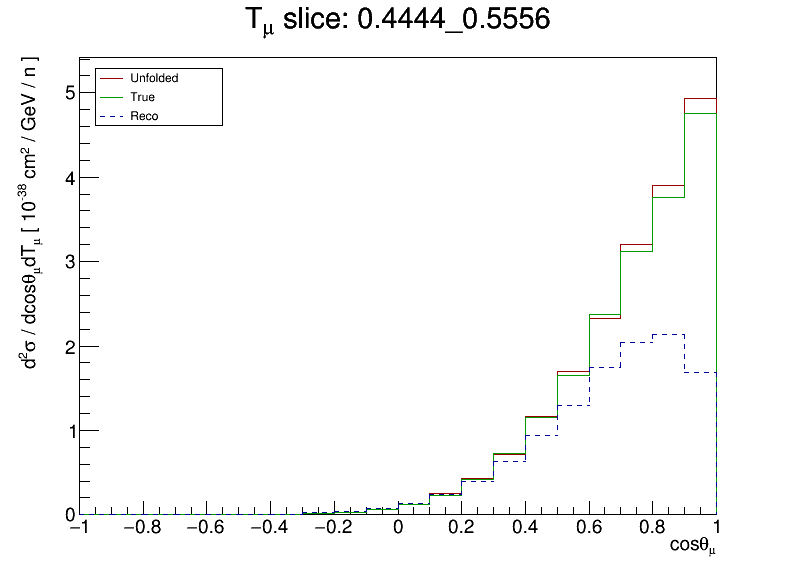 Tμ slice: 0.4444_0.5556
d²σ / dcosθμdTμ [ 10⁻³⁸ cm² / GeV / n ]
Unfolded
True
Reco
5
4
3
2
1
0
−1 −0.8 −0.6 −0.4 −0.2 0 0.2 0.4 0.6 0.8 1
cosθμ